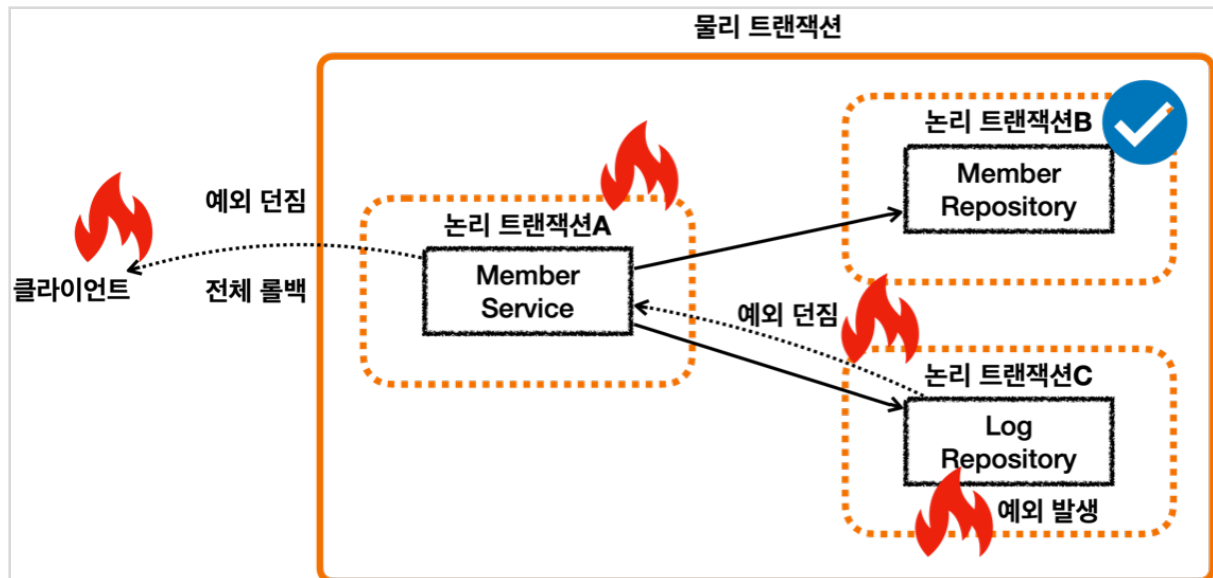 물리 트랜잭션
논리 트랜잭션B
Member
Repository
예외 던짐
논리 트랜잭션A
Member
Service
클라이언트
전체 롤백
예외 던짐
논리 트랜잭션C
Log
Repository
예외 발생